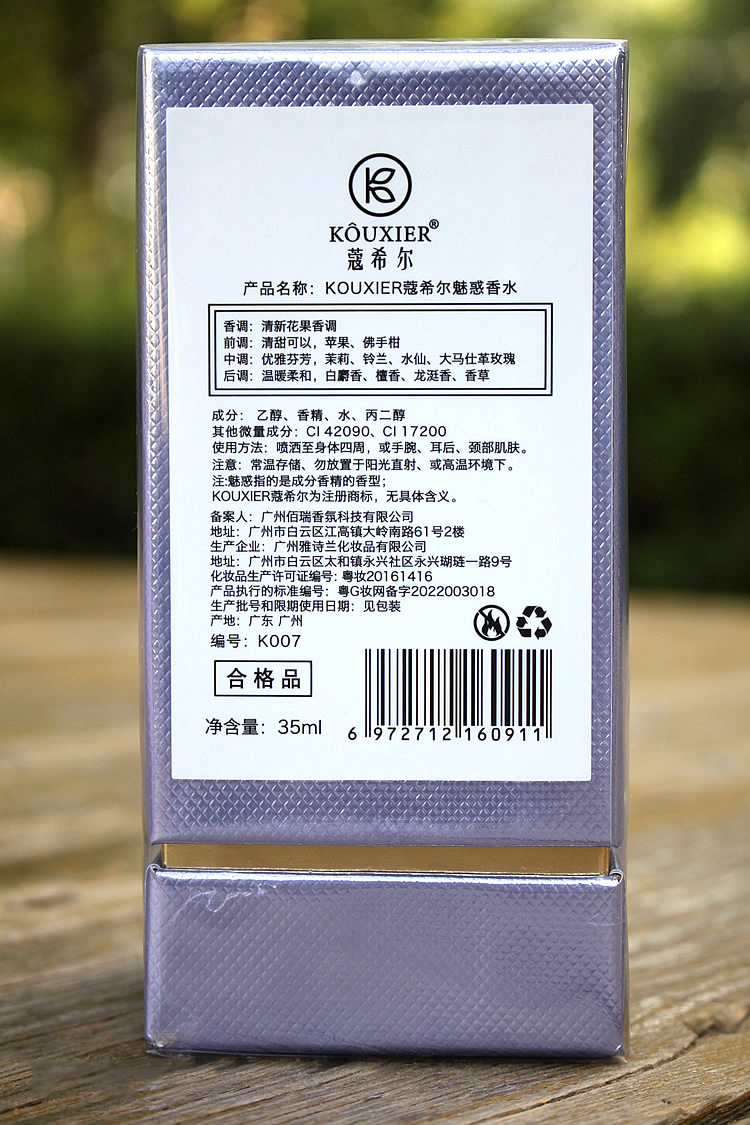 KÔUXIER®
蔻希尔
产品名称：KOUXIER蔻希尔魅惑香水
香调：清新花果香调
前调：清甜可以，苹果、佛手柑
中调：优雅芬芳，茉莉、铃兰、水仙、大马仕革玫瑰
后调：温暖柔和，白麝香、檀香、龙涎香、香草
成分： 乙醇、香精、水、丙二醇
其他微量成分：CI 42090、CI 17200
使用方法：喷洒至身体四周，或手腕、耳后、颈部肌肤。
注意：常温存储、勿放置于阳光直射、或高温环境下。
注:魅惑指的是成分香精的香型；
KOUXIER蔻希尔为注册商标，无具体含义。
备案人：广州佰瑞香氛科技有限公司
地址：广州市白云区江高镇大岭南路61号2楼
生产企业：广州雅诗兰化妆品有限公司
地址：广州市白云区太和镇永兴社区永兴瑚琏一路9号
化妆品生产许可证编号: 粤妆20161416
产品执行的标准编号：粤G妆网备字2022003018
生产批号和限期使用日期：见包装
产地：广东 广州
编号：K007
合格品
净含量：35ml
6 972712 160911